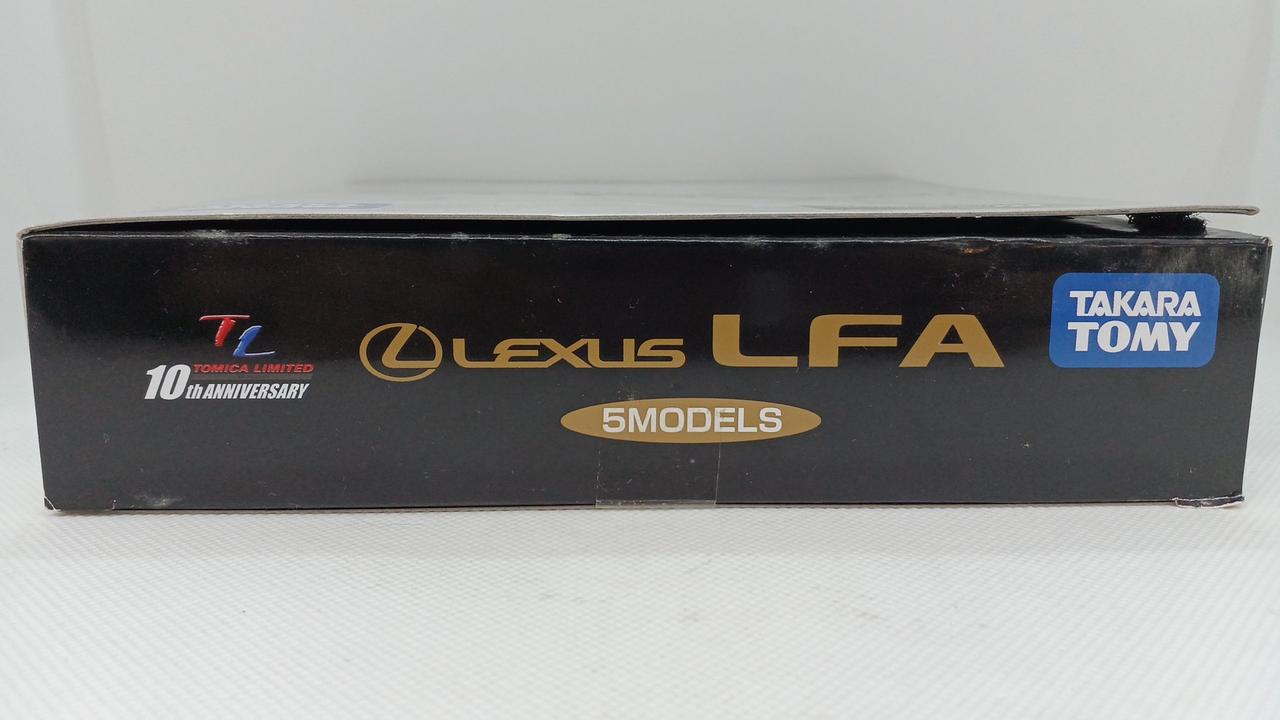 TL
TOMICA LIMITED
10th ANNIVERSARY
LEXUS LFA
5MODELS
TAKARA
TOMY